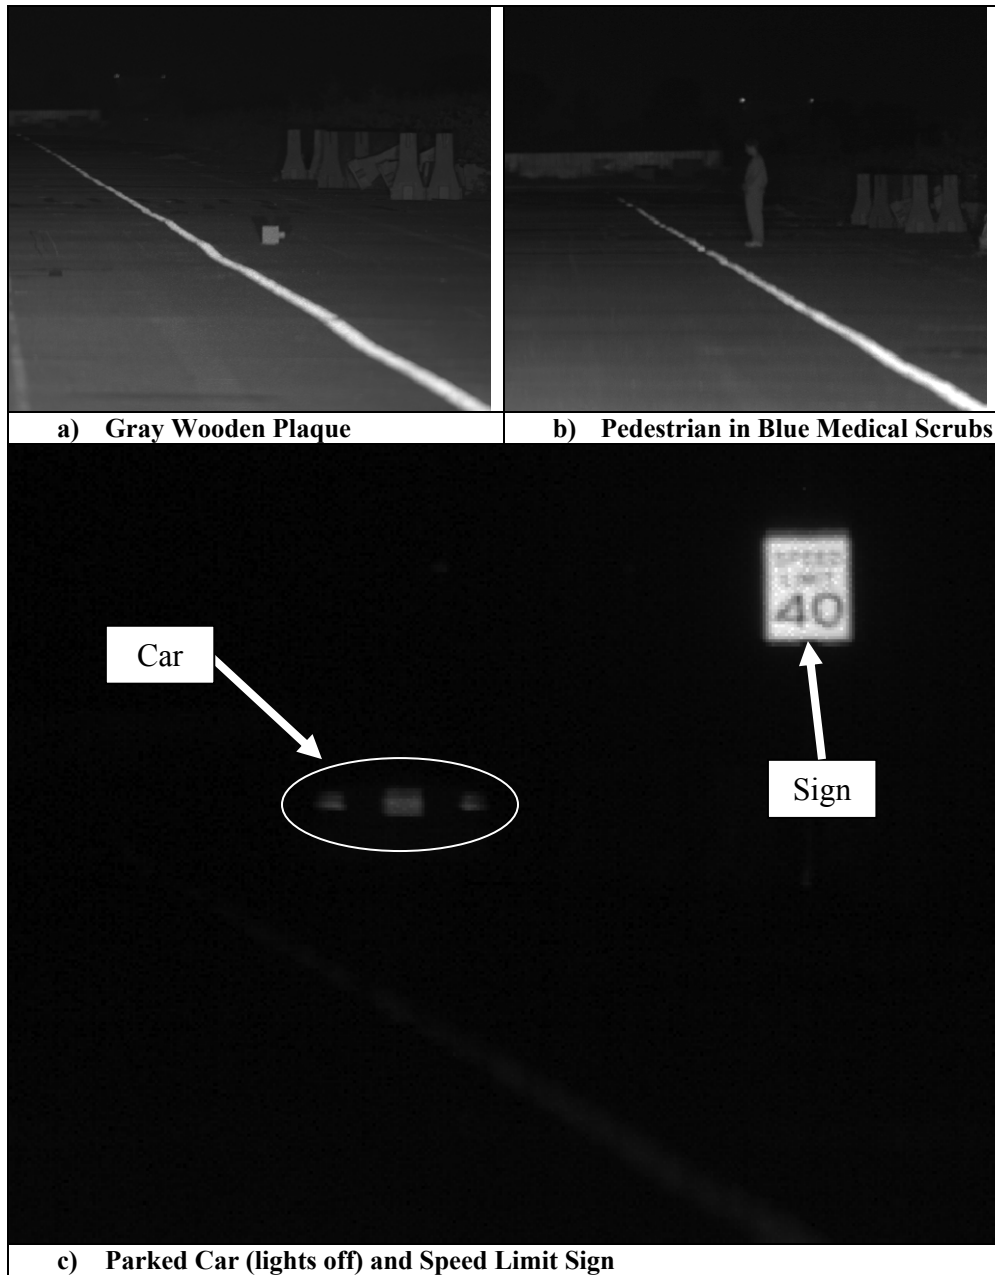 a) Gray Wooden Plaque
b) Pedestrian in Blue Medical Scrubs
SPEED
LIMIT
40
Car
Sign
c) Parked Car (lights off) and Speed Limit Sign